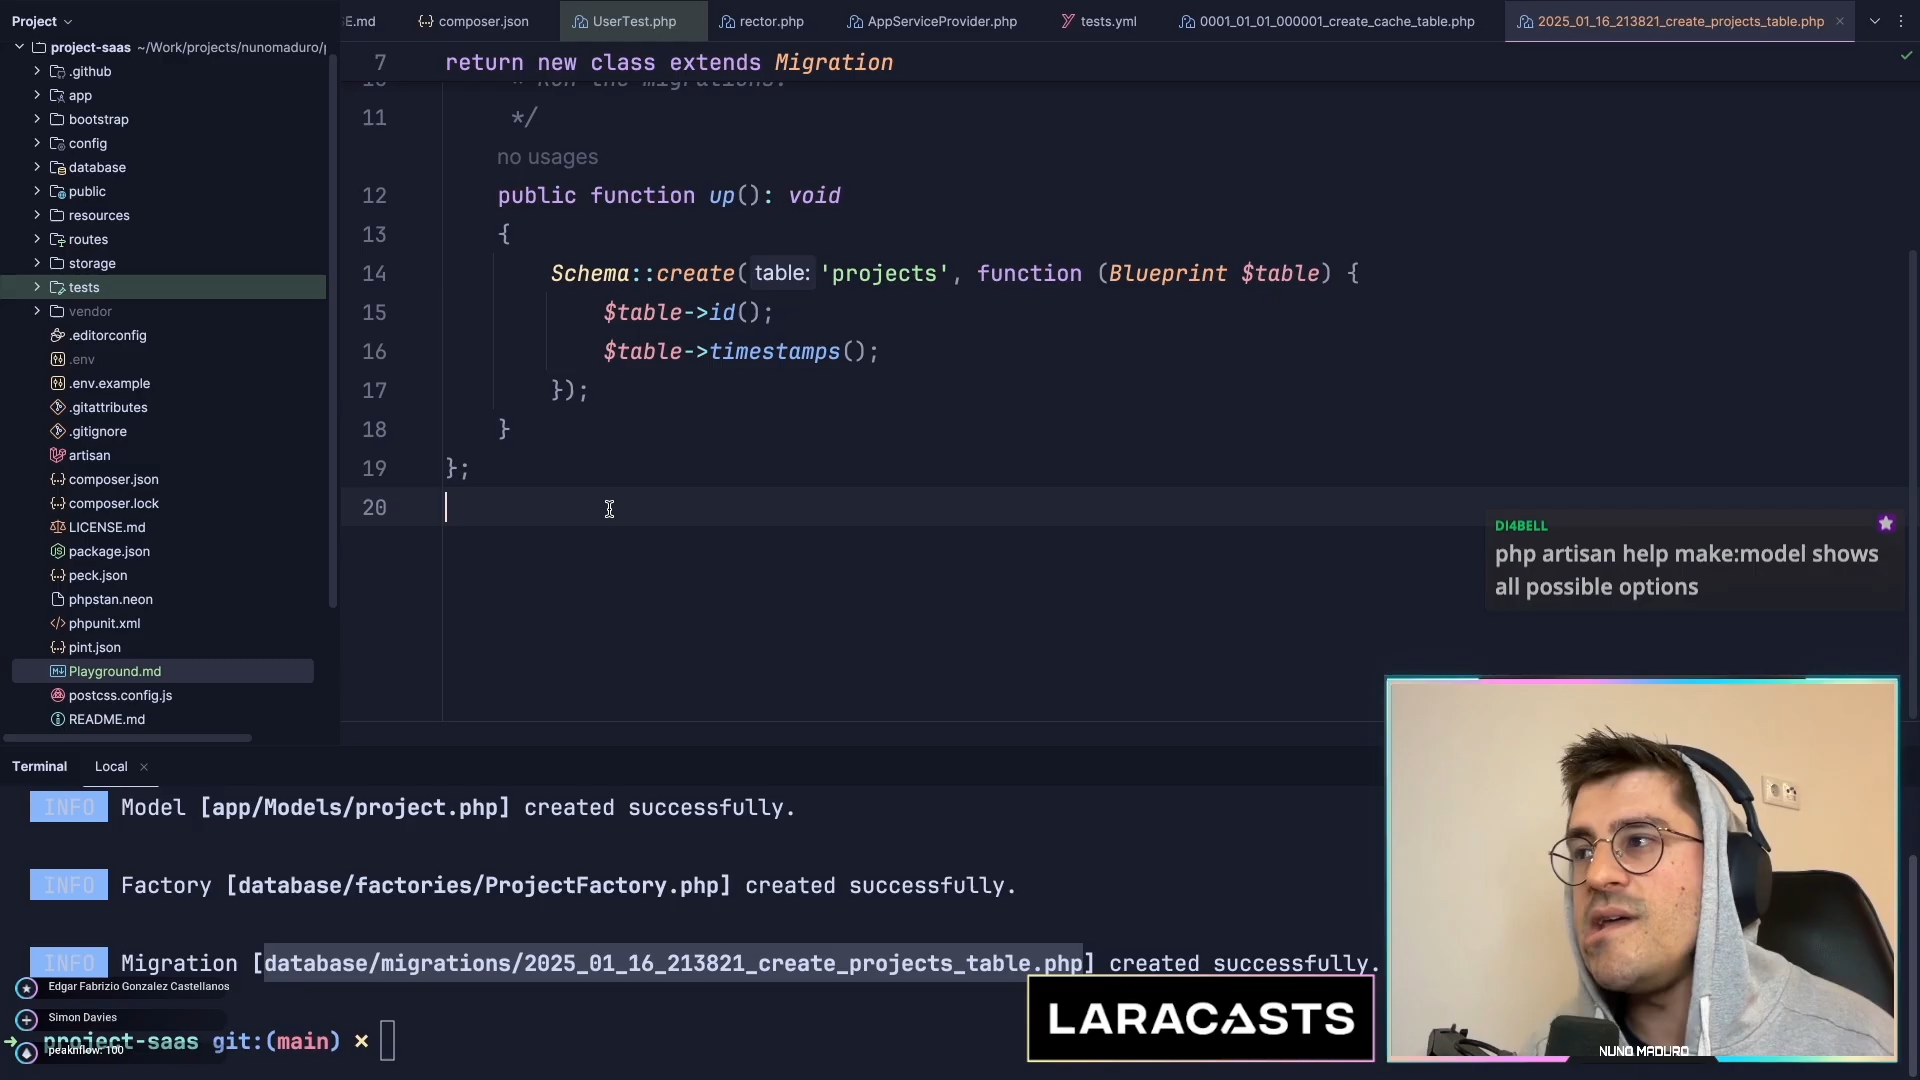 Project
E.md
composer.json
UserTest.php
rector.php
AppServiceProvider.php
tests.yml
0001_01_01_000001_create_cache_table.php
2025_01_16_213821_create_projects_table.php
project-saas ~/Work/projects/nunomaduro/
.github
app
bootstrap
config
database
public
resources
routes
storage
tests
vendor
.editorconfig
.env
.env.example
.gitattributes
.gitignore
artisan
composer.json
composer.lock
LICENSE.md
package.json
peck.json
phpstan.neon
phpunit.xml
pint.json
Playground.md
postcss.config.js
README.md
7 return new class extends Migration
10 * Run the migrations.
11 */
no usages
12 public function up(): void
13 {
14 Schema::create( table: 'projects', function (Blueprint $table) {
15 $table->id();
16 $table->timestamps();
17 });
18 }
19 };
20
DI4BELL
php artisan help make:model shows
all possible options
Terminal Local
INFO Model [app/Models/project.php] created successfully.
INFO Factory [database/factories/ProjectFactory.php] created successfully.
INFO Migration [database/migrations/2025_01_16_213821_create_projects_table.php] created successfully.
Edgar Fabrizio Gonzalez Castellanos
Simon Davies
project-saas git:(main) ×
peaknflow: 100
LARACASTS
NUNO MADURO